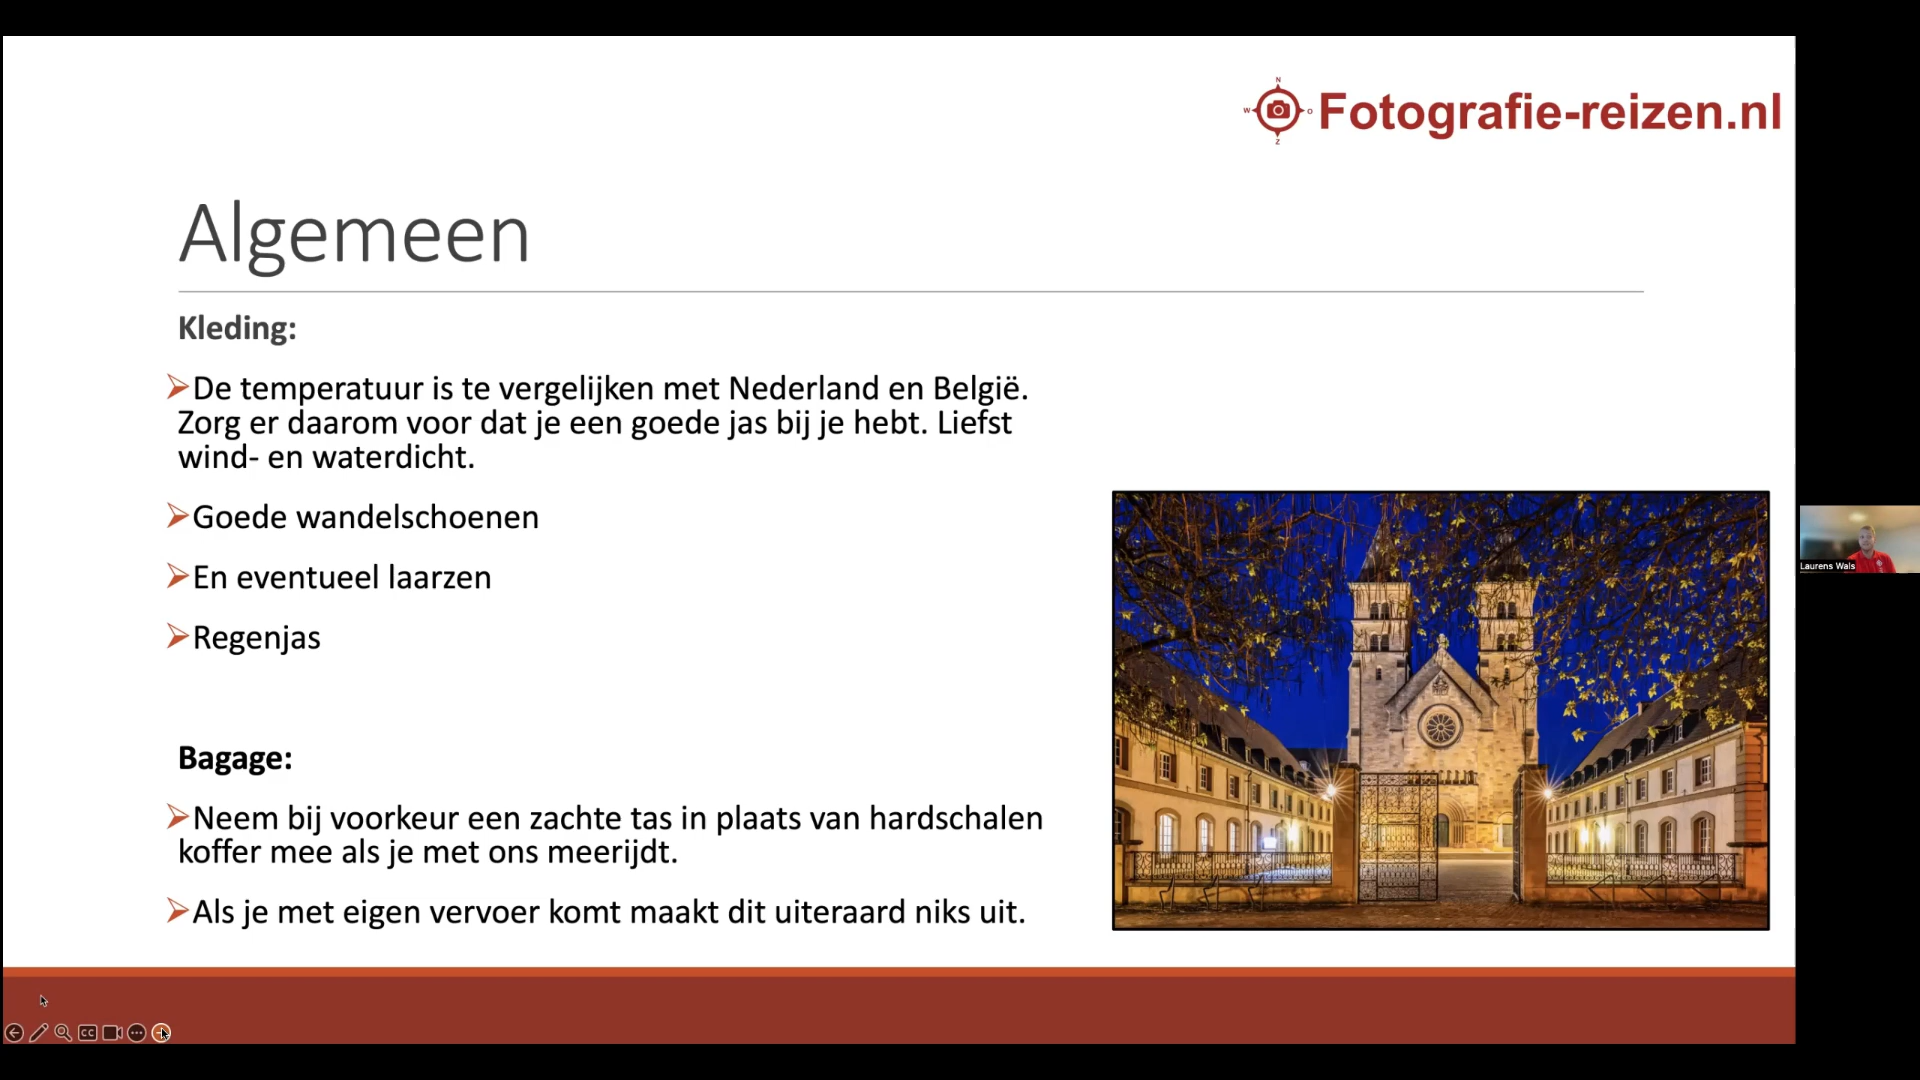 N
W
O
Z
Fotografie-reizen.nl
Algemeen
Kleding:
De temperatuur is te vergelijken met Nederland en België.
Zorg er daarom voor dat je een goede jas bij je hebt. Liefst
wind- en waterdicht.
Goede wandelschoenen
En eventueel laarzen
Regenjas
Laurens Wals
Bagage:
Neem bij voorkeur een zachte tas in plaats van hardschalen
koffer mee als je met ons meerijdt.
Als je met eigen vervoer komt maakt dit uiteraard niks uit.
CC